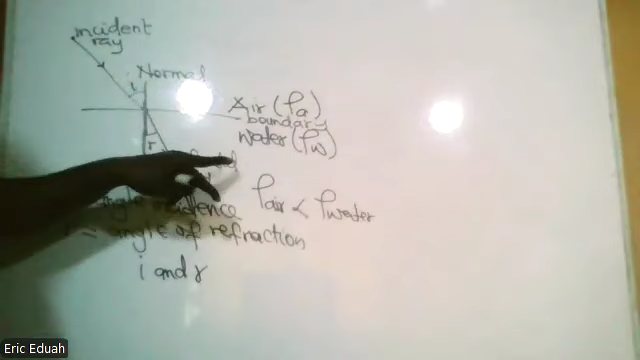 incident
ray
Normal
i
Air (ρa)
boundary
water (ρw)
r
ρair < ρwater
= angle of refraction
i and r
Eric Eduah